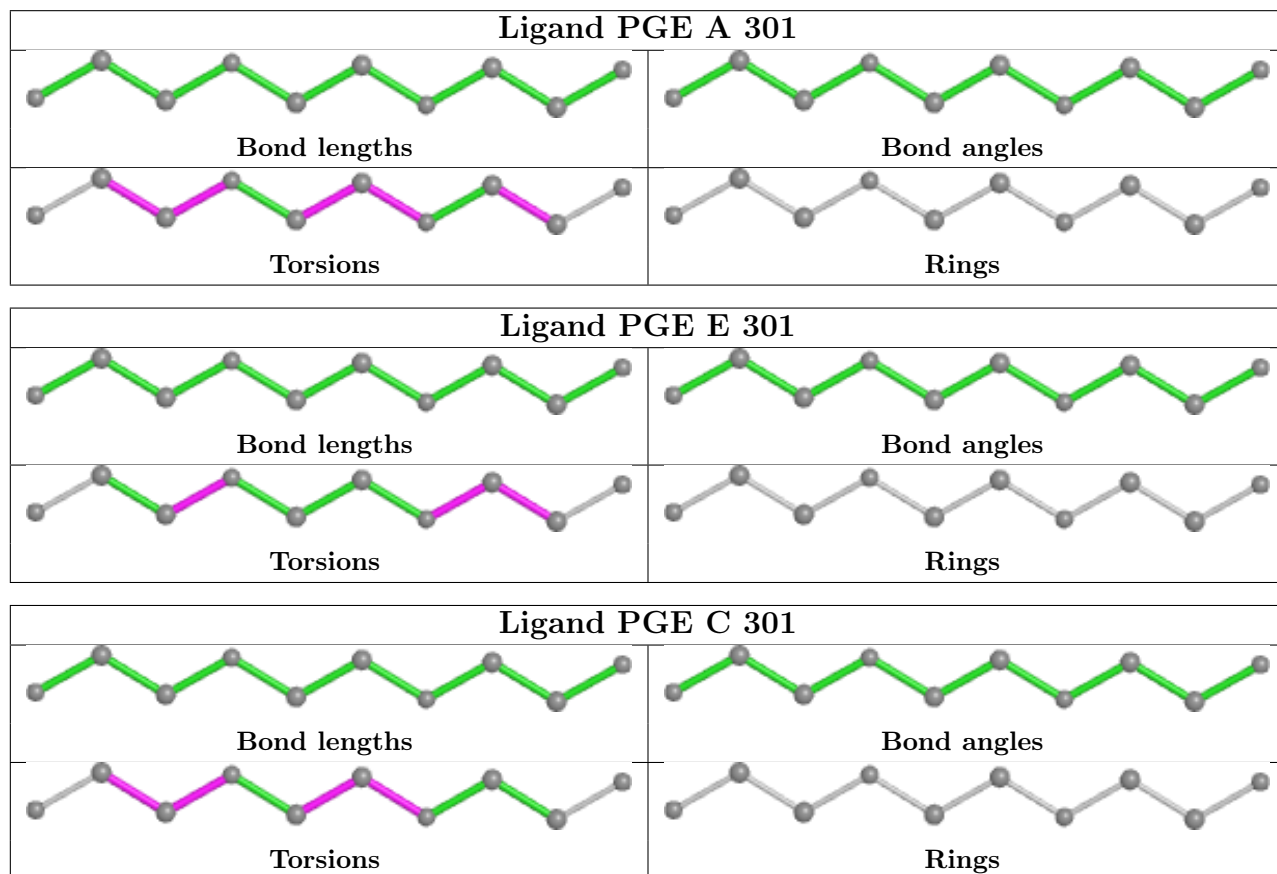 Ligand PGE A 301
Bond lengths
Bond angles
Torsions
Rings
Ligand PGE E 301
Bond lengths
Bond angles
Torsions
Rings
Ligand PGE C 301
Bond lengths
Bond angles
Torsions
Rings